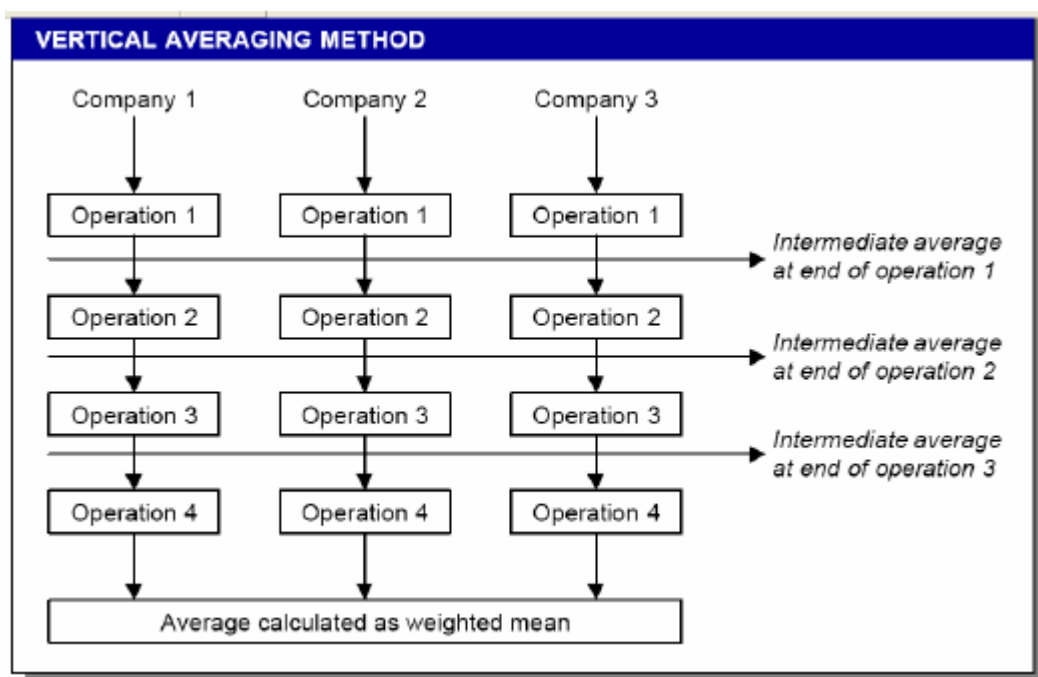 VERTICAL AVERAGING METHOD
Company 1 Company 2 Company 3
Operation 1 Operation 1 Operation 1
Intermediate average
at end of operation 1
Operation 2 Operation 2 Operation 2
Intermediate average
at end of operation 2
Operation 3 Operation 3 Operation 3
Intermediate average
at end of operation 3
Operation 4 Operation 4 Operation 4
Average calculated as weighted mean